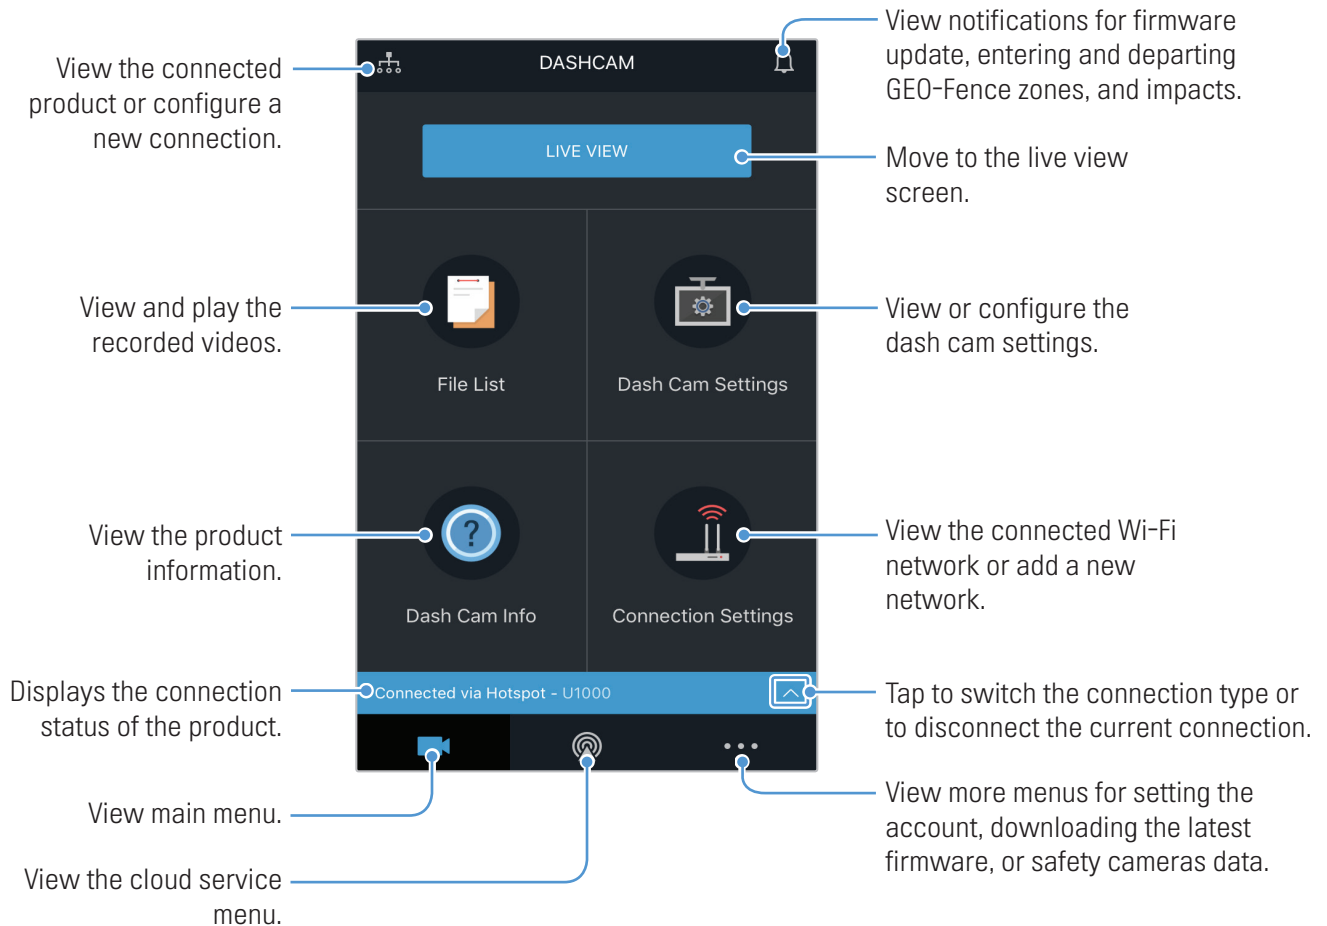 View notifications for firmware
update, entering and departing
GEO-Fence zones, and impacts.
View the connected
product or configure a
new connection.
DASHCAM
LIVE VIEW
Move to the live view
screen.
View and play the
recorded videos.
File List
Dash Cam Settings
View or configure the
dash cam settings.
View the product
information.
?
Dash Cam Info
Connection Settings
View the connected Wi-Fi
network or add a new
network.
Displays the connection
status of the product.
Connected via Hotspot - U1000
Tap to switch the connection type or
to disconnect the current connection.
View main menu.
View more menus for setting the
account, downloading the latest
firmware, or safety cameras data.
View the cloud service
menu.